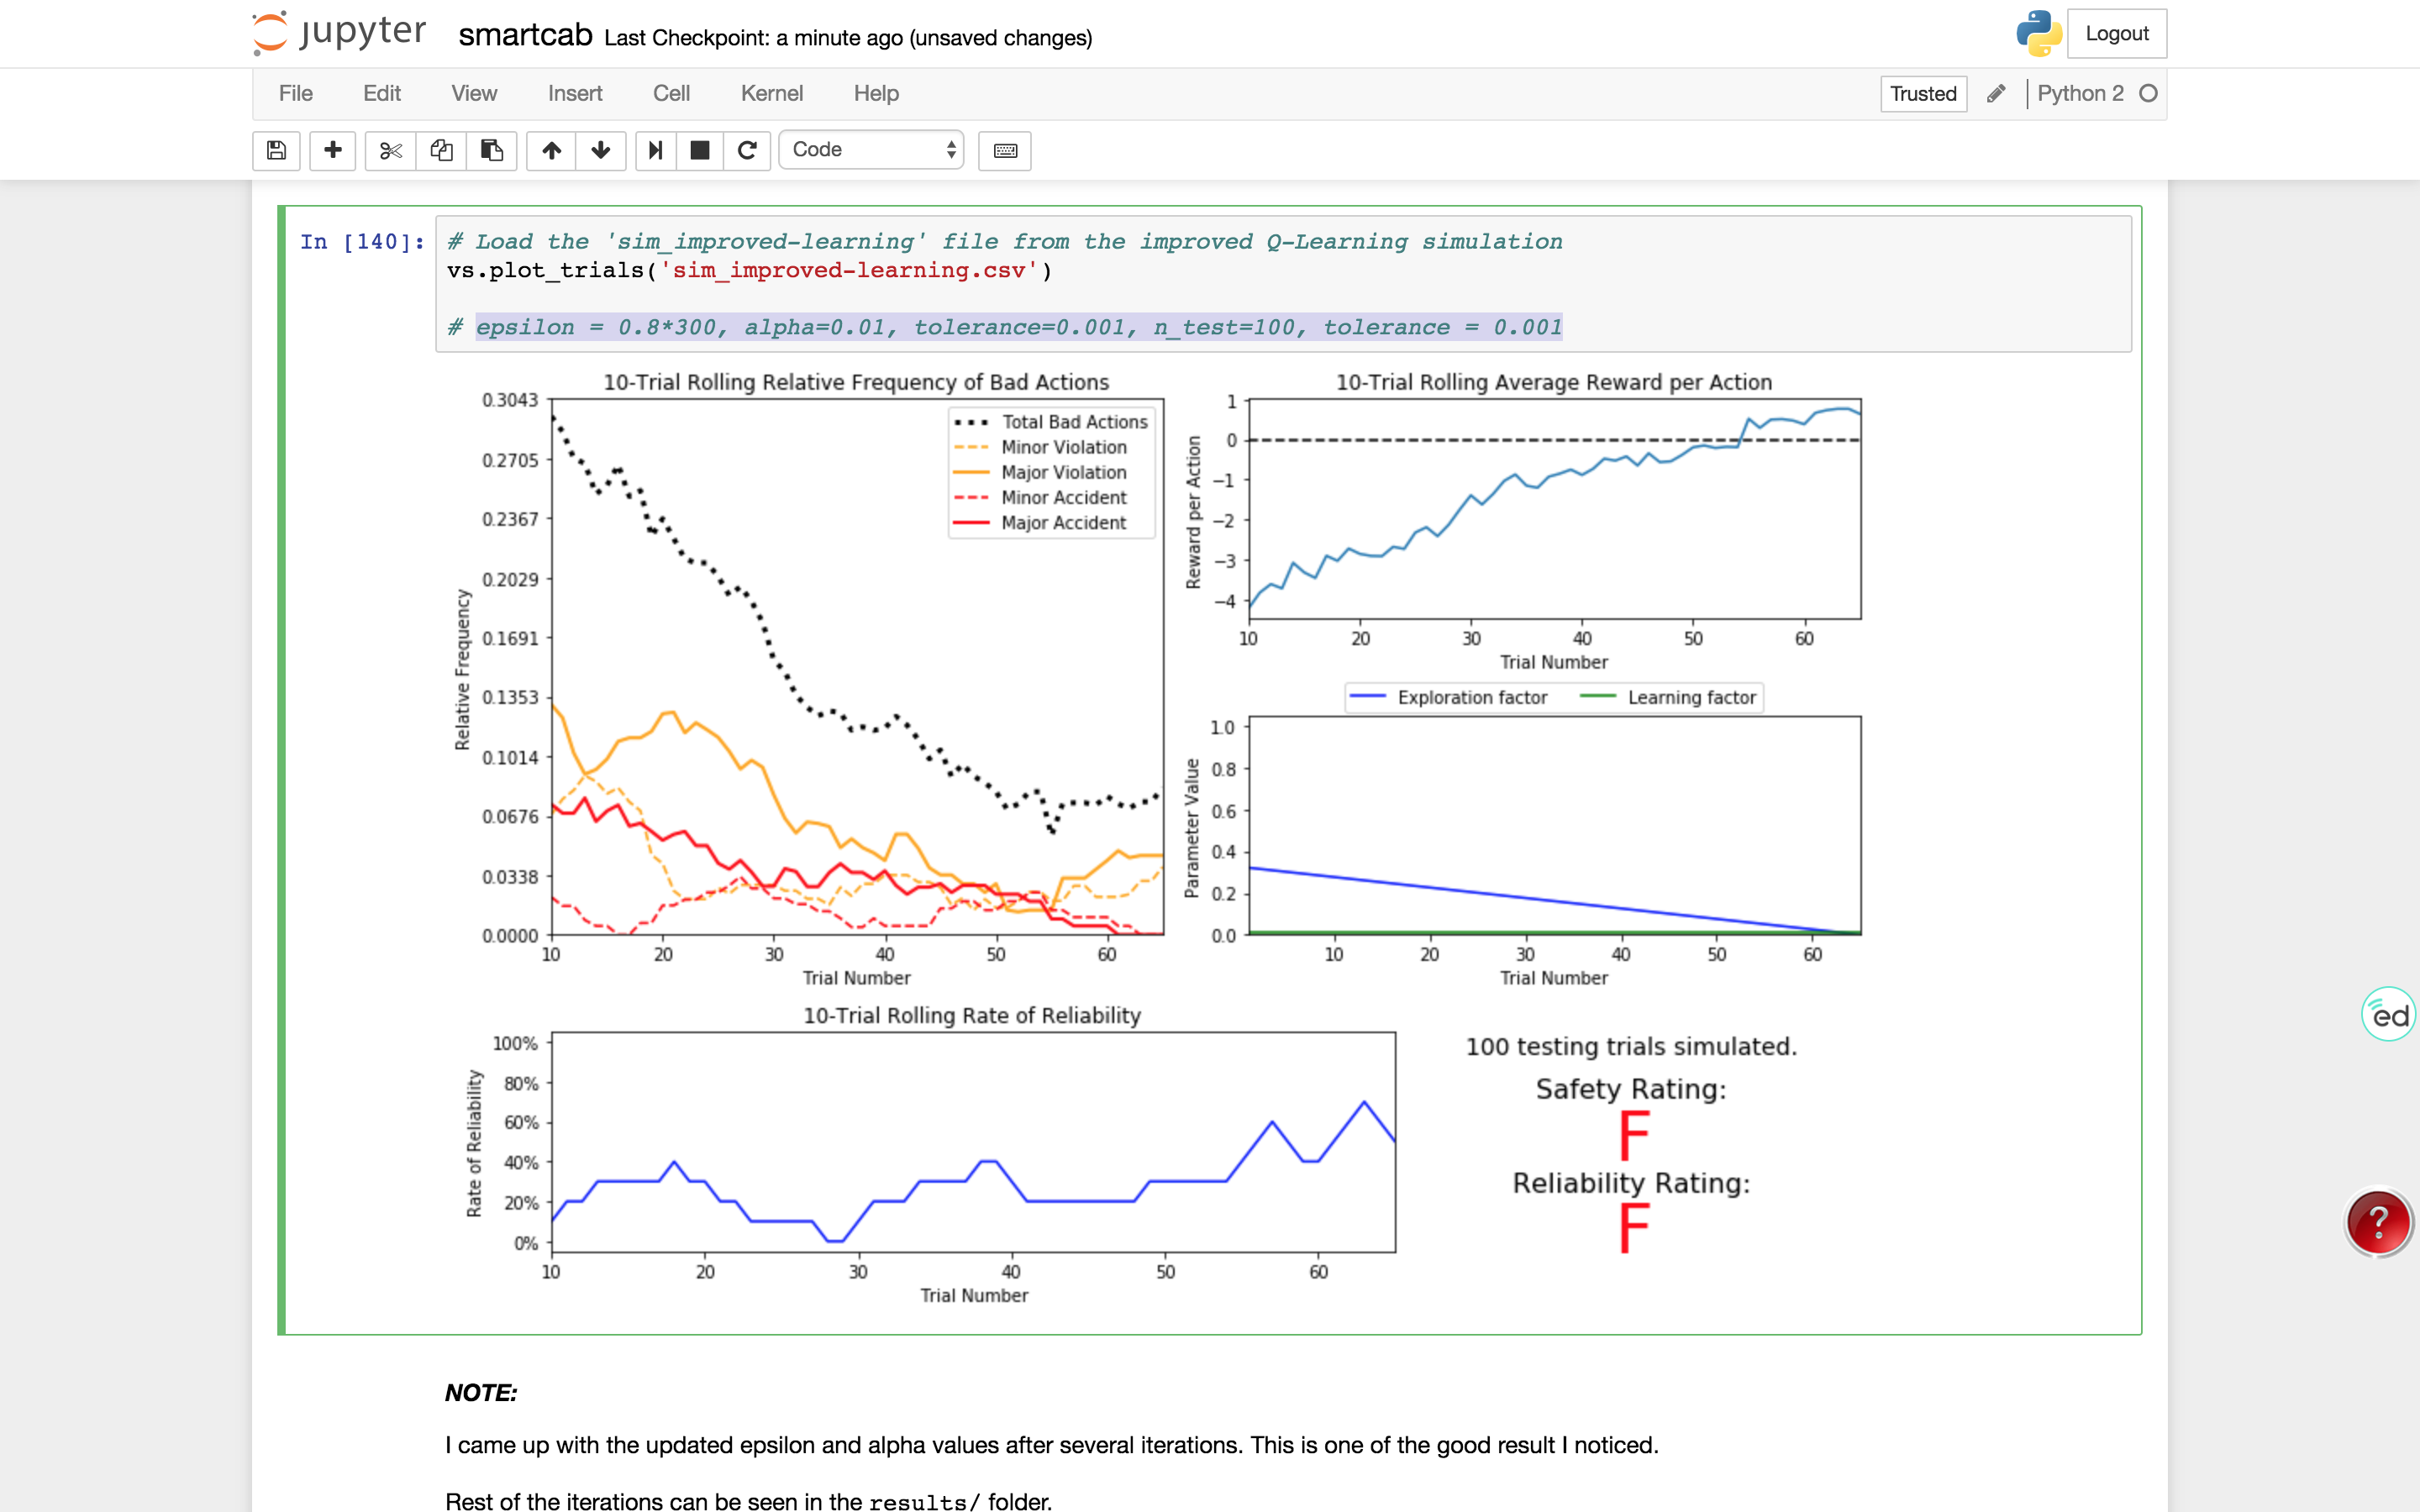 jupyter smartcab Last Checkpoint: a minute ago (unsaved changes) Logout
File Edit View Insert Cell Kernel Help Trusted Python 2
Code
In [140]: # Load the 'sim_improved-learning' file from the improved Q-Learning simulation
vs.plot_trials('sim_improved-learning.csv')
# epsilon = 0.8*300, alpha=0.01, tolerance=0.001, n_test=100, tolerance = 0.001
10-Trial Rolling Relative Frequency of Bad Actions
Relative Frequency
0.3043
0.2705
0.2367
0.2029
0.1691
0.1353
0.1014
0.0676
0.0338
0.0000
Total Bad Actions
Minor Violation
Major Violation
Minor Accident
Major Accident
10 20 30 40 50 60
Trial Number
10-Trial Rolling Average Reward per Action
Reward per Action
1
0
−1
−2
−3
−4
10 20 30 40 50 60
Trial Number
Exploration factor Learning factor
Parameter Value
1.0
0.8
0.6
0.4
0.2
0.0
10 20 30 40 50 60
Trial Number
10-Trial Rolling Rate of Reliability
Rate of Reliability
100%
80%
60%
40%
20%
0%
10 20 30 40 50 60
Trial Number
100 testing trials simulated.
Safety Rating:
F
Reliability Rating:
F
ed
?
NOTE:
I came up with the updated epsilon and alpha values after several iterations. This is one of the good result I noticed.
Rest of the iterations can be seen in the results/ folder.